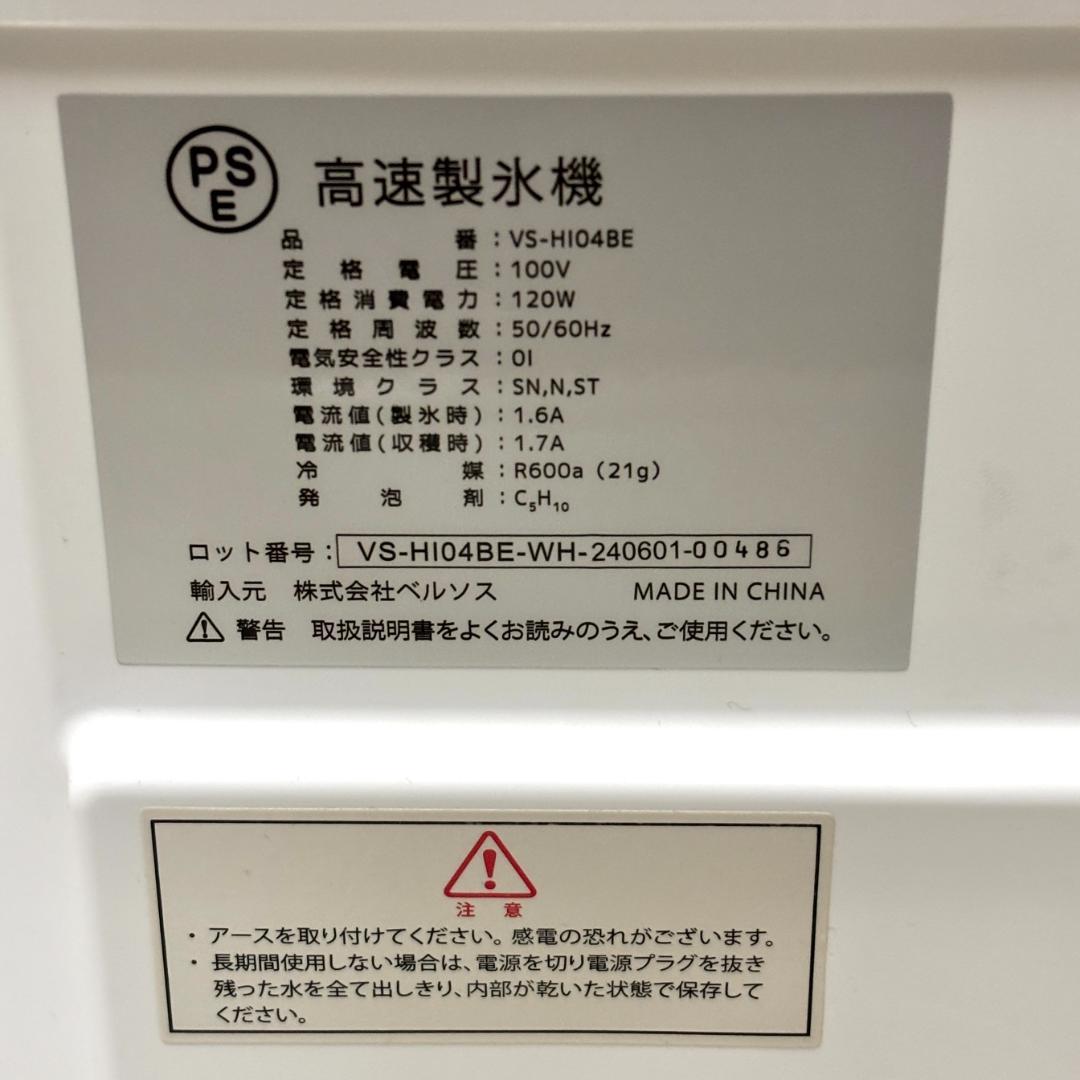 PS
E
高速製氷機
品番：VS-HI04BE
定格電圧：100V
定格消費電力：120W
定格周波数：50/60Hz
電気安全性クラス：0I
環境クラス：SN,N,ST
電流値(製氷時)：1.6A
電流値(収穫時)：1.7A
冷媒：R600a（21g）
発泡剤：C₅H₁₀
ロット番号：VS-HI04BE-WH-240601-00486
輸入元 株式会社ベルソス MADE IN CHINA
警告 取扱説明書をよくお読みのうえ、ご使用ください。
注意
・アースを取り付けてください。感電の恐れがございます。
・長期間使用しない場合は、電源を切り電源プラグを抜き
残った水を全て出しきり、内部が乾いた状態で保存して
ください。